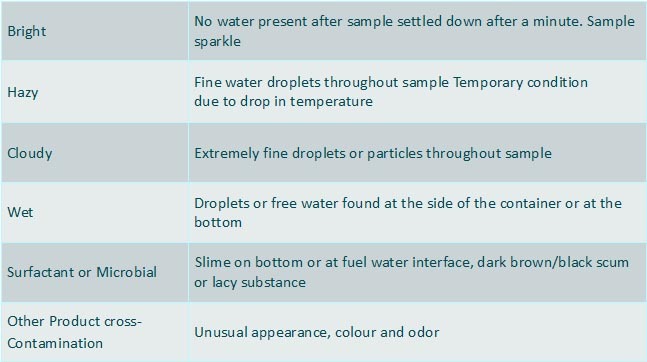 Bright
No water present after sample settled down after a minute. Sample
sparkle
Hazy
Fine water droplets throughout sample Temporary condition
due to drop in temperature
Cloudy
Extremely fine droplets or particles throughout sample
Wet
Droplets or free water found at the side of the container or at the
bottom
Surfactant or Microbial
Slime on bottom or at fuel water interface, dark brown/black scum
or lacy substance
Other Product cross-
Contamination
Unusual appearance, colour and odor